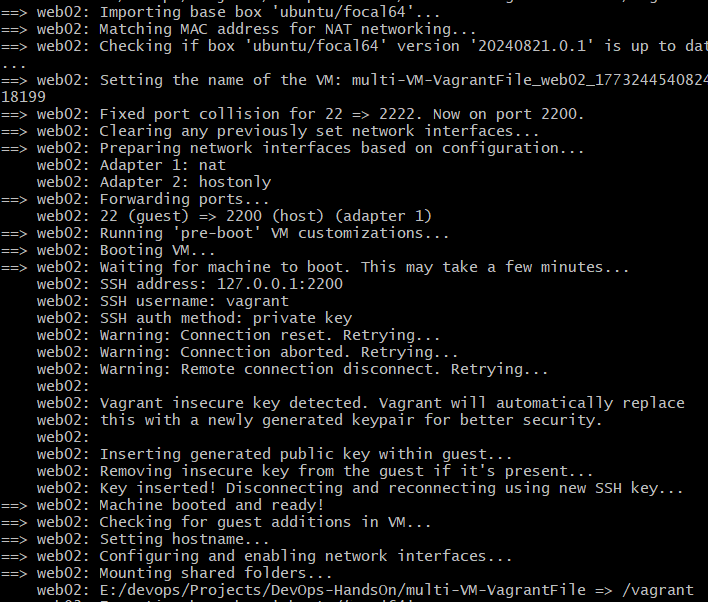 ==> web02: Importing base box 'ubuntu/focal64'...
==> web02: Matching MAC address for NAT networking...
==> web02: Checking if box 'ubuntu/focal64' version '20240821.0.1' is up to dat
...
==> web02: Setting the name of the VM: multi-VM-VagrantFile_web02_1773244540824
18199
==> web02: Fixed port collision for 22 => 2222. Now on port 2200.
==> web02: Clearing any previously set network interfaces...
==> web02: Preparing network interfaces based on configuration...
    web02: Adapter 1: nat
    web02: Adapter 2: hostonly
==> web02: Forwarding ports...
    web02: 22 (guest) => 2200 (host) (adapter 1)
==> web02: Running 'pre-boot' VM customizations...
==> web02: Booting VM...
==> web02: Waiting for machine to boot. This may take a few minutes...
    web02: SSH address: 127.0.0.1:2200
    web02: SSH username: vagrant
    web02: SSH auth method: private key
    web02: Warning: Connection reset. Retrying...
    web02: Warning: Connection aborted. Retrying...
    web02: Warning: Remote connection disconnect. Retrying...
    web02:
    web02: Vagrant insecure key detected. Vagrant will automatically replace
    web02: this with a newly generated keypair for better security.
    web02:
    web02: Inserting generated public key within guest...
    web02: Removing insecure key from the guest if it's present...
    web02: Key inserted! Disconnecting and reconnecting using new SSH key...
==> web02: Machine booted and ready!
==> web02: Checking for guest additions in VM...
==> web02: Setting hostname...
==> web02: Configuring and enabling network interfaces...
==> web02: Mounting shared folders...
    web02: E:/devops/Projects/DevOps-HandsOn/multi-VM-VagrantFile => /vagrant